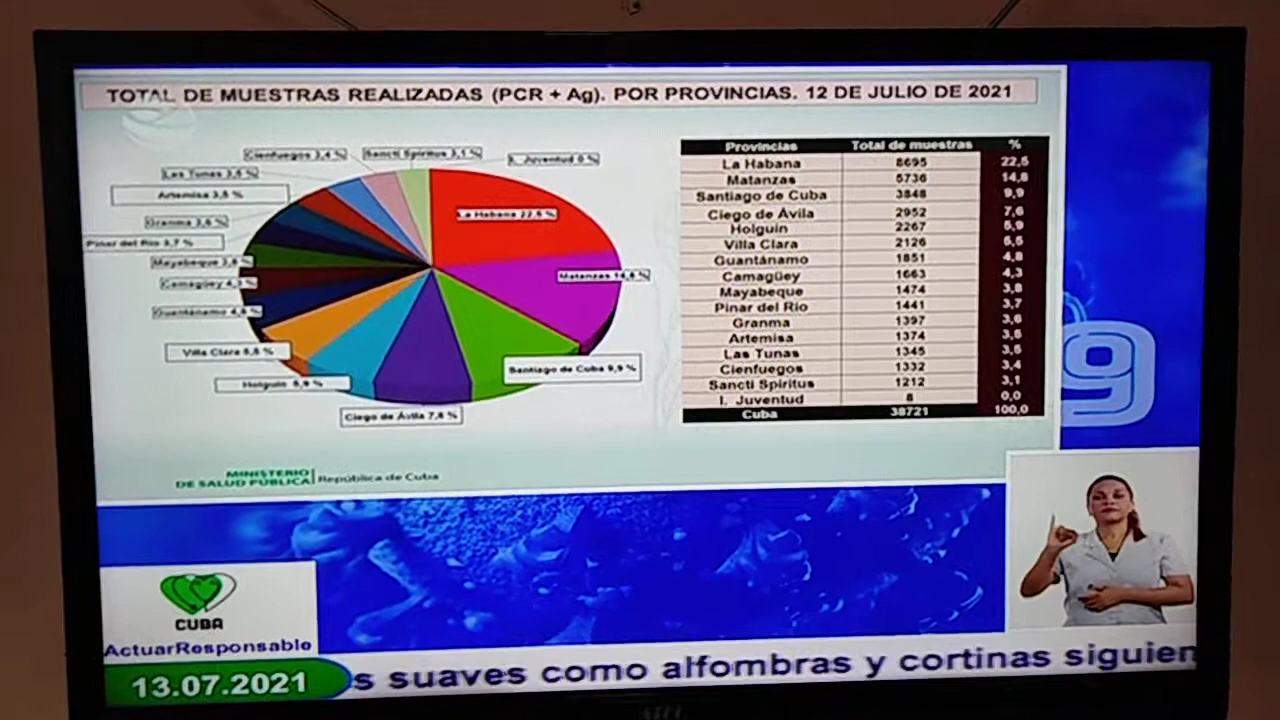 TOTAL DE MUESTRAS REALIZADAS (PCR + Ag). POR PROVINCIAS. 12 DE JULIO DE 2021
Cienfuegos 3,4 %
Sancti Spíritus 3,1 %
I. Juventud 0 %
Las Tunas 3,5 %
Artemisa 3,5 %
Granma 3,6 %
Pinar del Río 3,7 %
Mayabeque 3,8 %
Camagüey 4,3 %
Guantánamo 4,8 %
Villa Clara 5,5 %
Holguín 5,9 %
Ciego de Ávila 7,6 %
Santiago de Cuba 9,9 %
Matanzas 14,8 %
La Habana 22,5 %
Provincias Total de muestras %
La Habana 8695 22,5
Matanzas 5736 14,8
Santiago de Cuba 3848 9,9
Ciego de Ávila 2952 7,6
Holguín 2267 5,9
Villa Clara 2126 5,5
Guantánamo 1851 4,8
Camagüey 1663 4,3
Mayabeque 1474 3,8
Pinar del Río 1441 3,7
Granma 1397 3,6
Artemisa 1374 3,5
Las Tunas 1345 3,5
Cienfuegos 1332 3,4
Sancti Spíritus 1212 3,1
I. Juventud 8 0,0
Cuba 38721 100,0
MINISTERIO
DE SALUD PÚBLICA
República de Cuba
9
CUBA
ActuarResponsable
13.07.2021
s suaves como alfombras y cortinas siguien